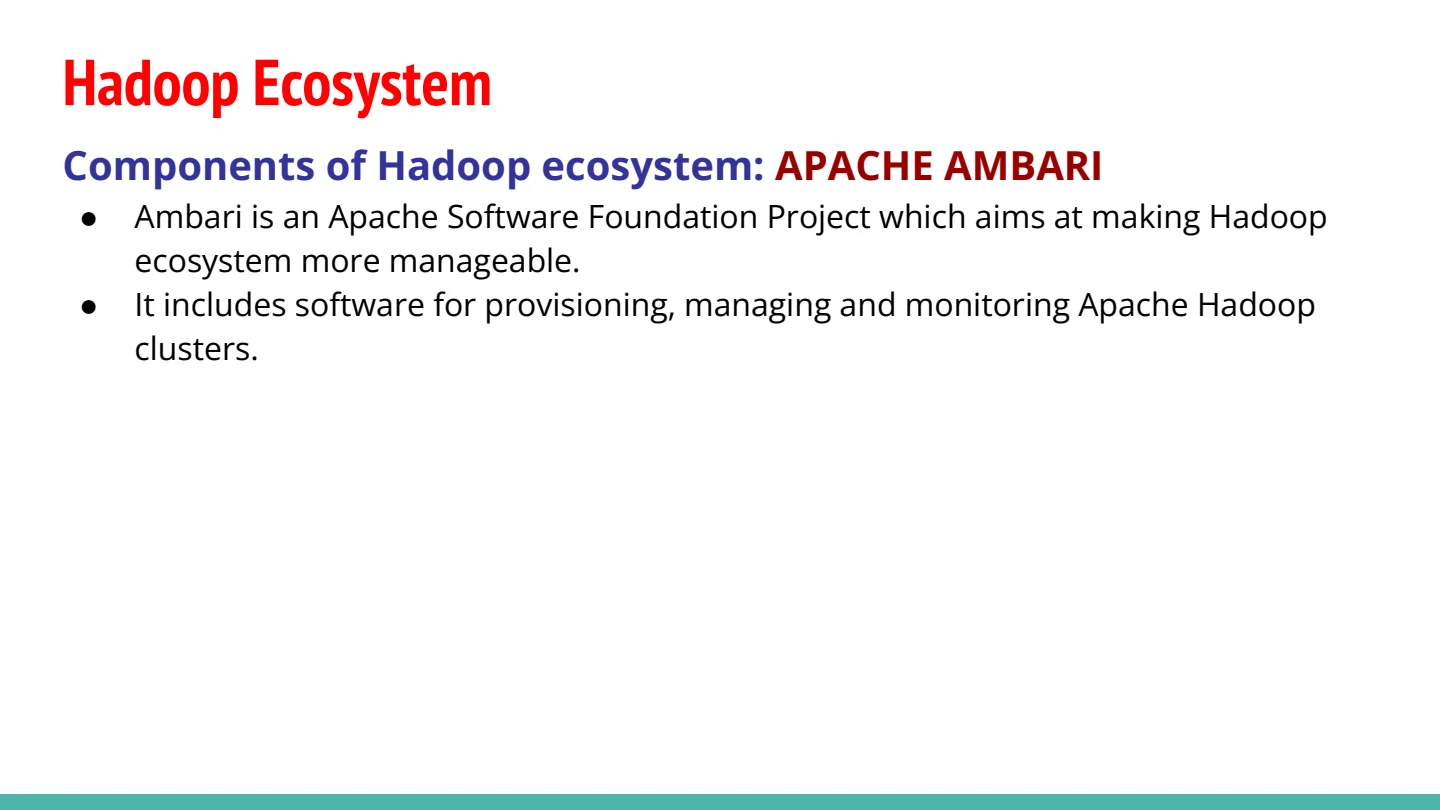 Hadoop Ecosystem
Components of Hadoop ecosystem: APACHE AMBARI
● Ambari is an Apache Software Foundation Project which aims at making Hadoop
ecosystem more manageable.
● It includes software for provisioning, managing and monitoring Apache Hadoop
clusters.